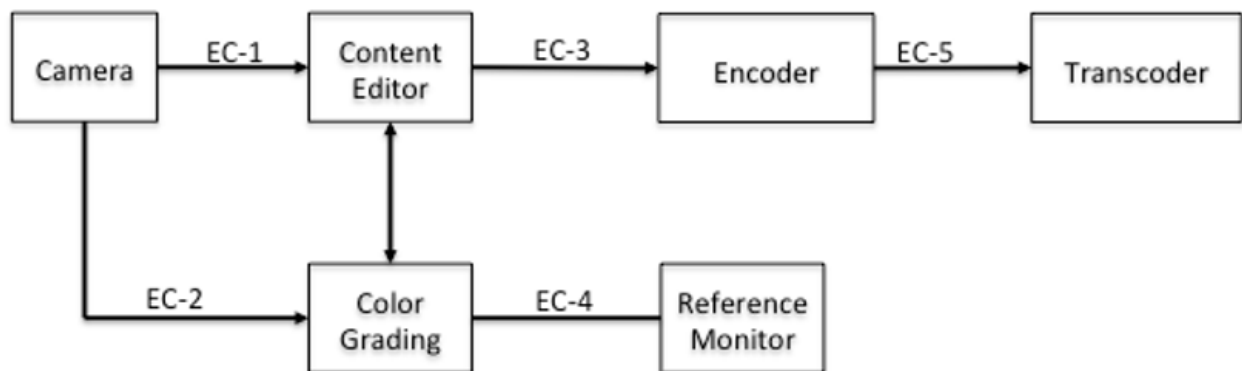 Camera
EC-1
Content
Editor
EC-3
Encoder
EC-5
Transcoder
EC-2
Color
Grading
EC-4
Reference
Monitor